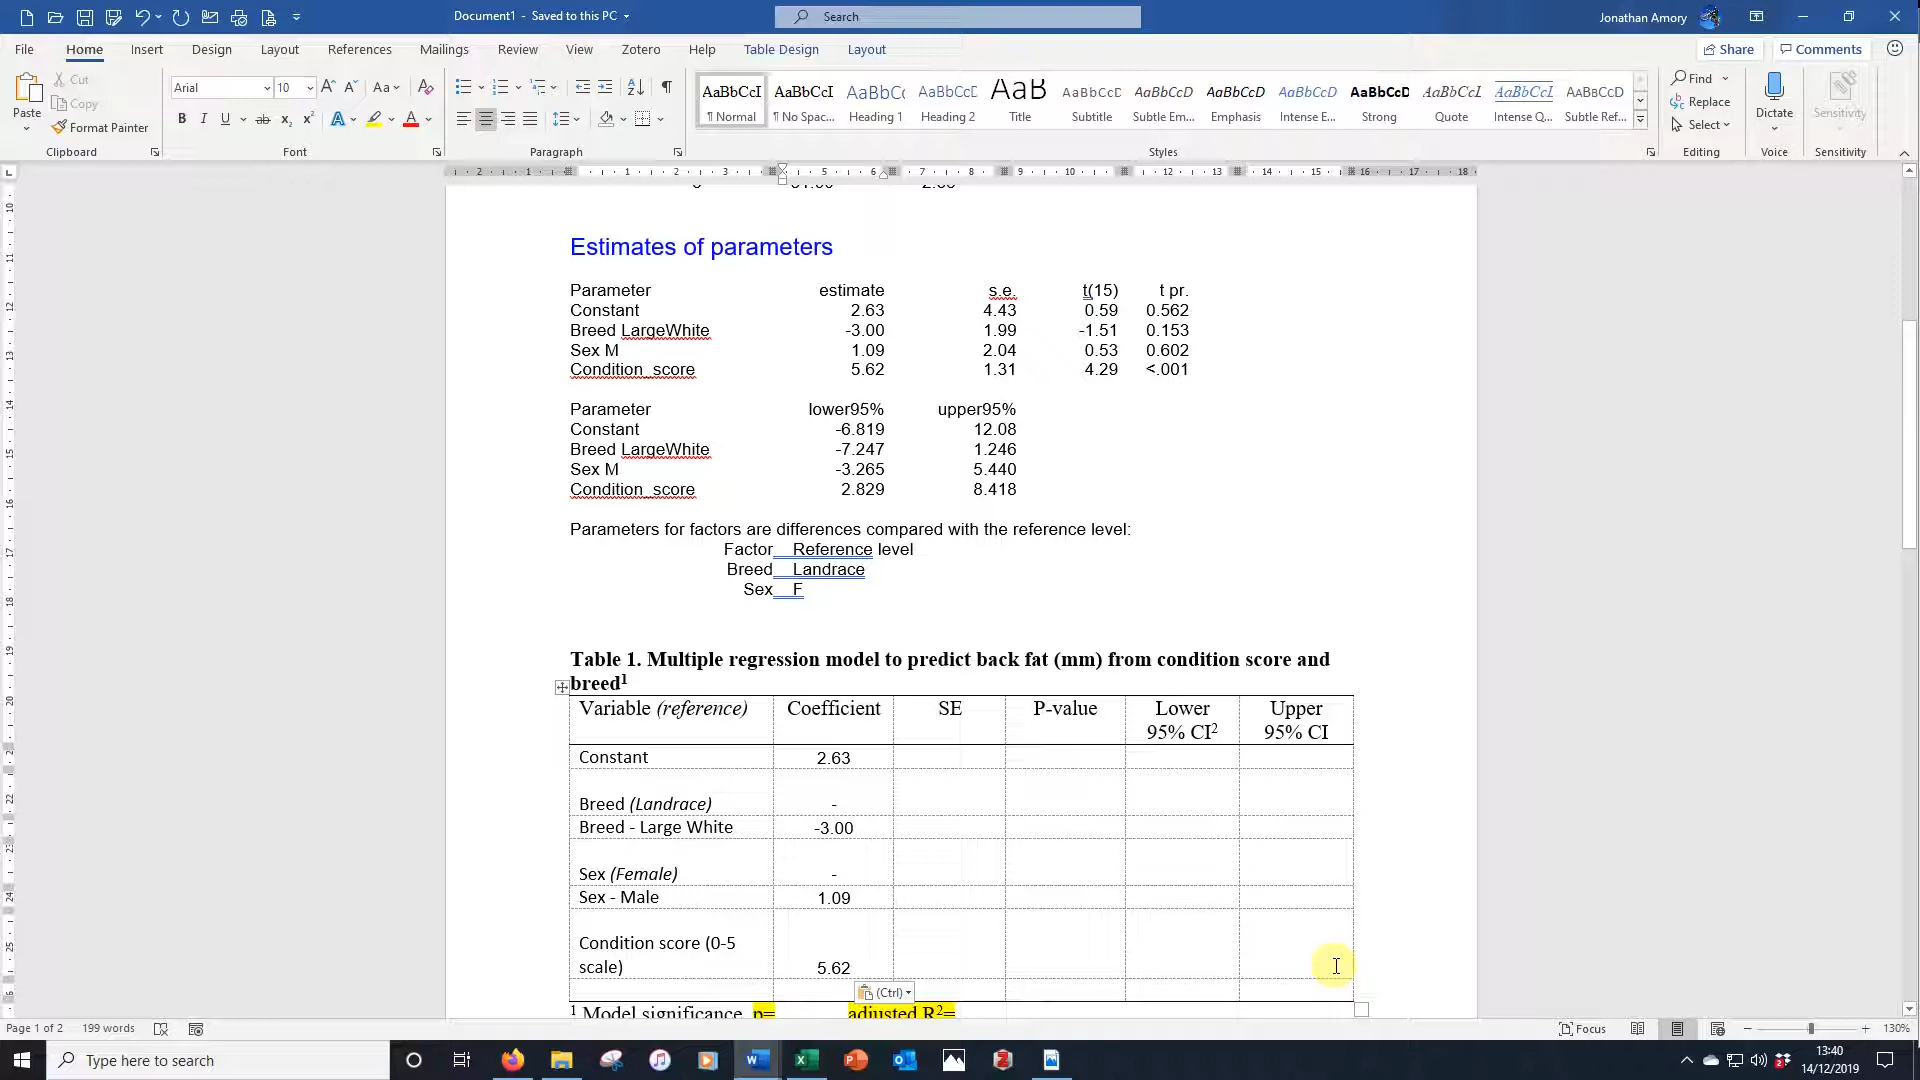 Document1 - Saved to this PC
Search
Jonathan Amory
File Home Insert Design Layout References Mailings Review View Zotero Help Table Design Layout
Share Comments
Paste
Cut
Copy
Format Painter
Clipboard
Arial 10
Font
Paragraph
AaBbCcI AaBbCcI AaBbC AaBbCcD AaB AaBbCcD AaBbCcD AaBbCcD AaBbCcD AaBbCcD AaBbCcI AaBbCcI AaBbCcD
¶ Normal ¶ No Spac... Heading 1 Heading 2 Title Subtitle Subtle Em... Emphasis Intense E... Strong Quote Intense Q... Subtle Ref...
Styles
Find
Replace
Select
Editing
Dictate
Voice
Sensitivity
Sensitivity
Estimates of parameters
Parameter estimate s.e. t(15) t pr.
Constant 2.63 4.43 0.59 0.562
Breed LargeWhite -3.00 1.99 -1.51 0.153
Sex M 1.09 2.04 0.53 0.602
Condition_score 5.62 1.31 4.29 <.001
Parameter lower95% upper95%
Constant -6.819 12.08
Breed LargeWhite -7.247 1.246
Sex M -3.265 5.440
Condition_score 2.829 8.418
Parameters for factors are differences compared with the reference level:
Factor Reference level
Breed Landrace
Sex F
Table 1. Multiple regression model to predict back fat (mm) from condition score and
breed1
Variable (reference) Coefficient SE P-value Lower 95% CI2 Upper 95% CI
Constant 2.63
Breed (Landrace) -
Breed - Large White -3.00
Sex (Female) -
Sex - Male 1.09
Condition score (0-5
scale) 5.62
(Ctrl)
1 Model significance p= adjusted R2=
Page 1 of 2 199 words
Focus
130%
Type here to search
13:40
14/12/2019